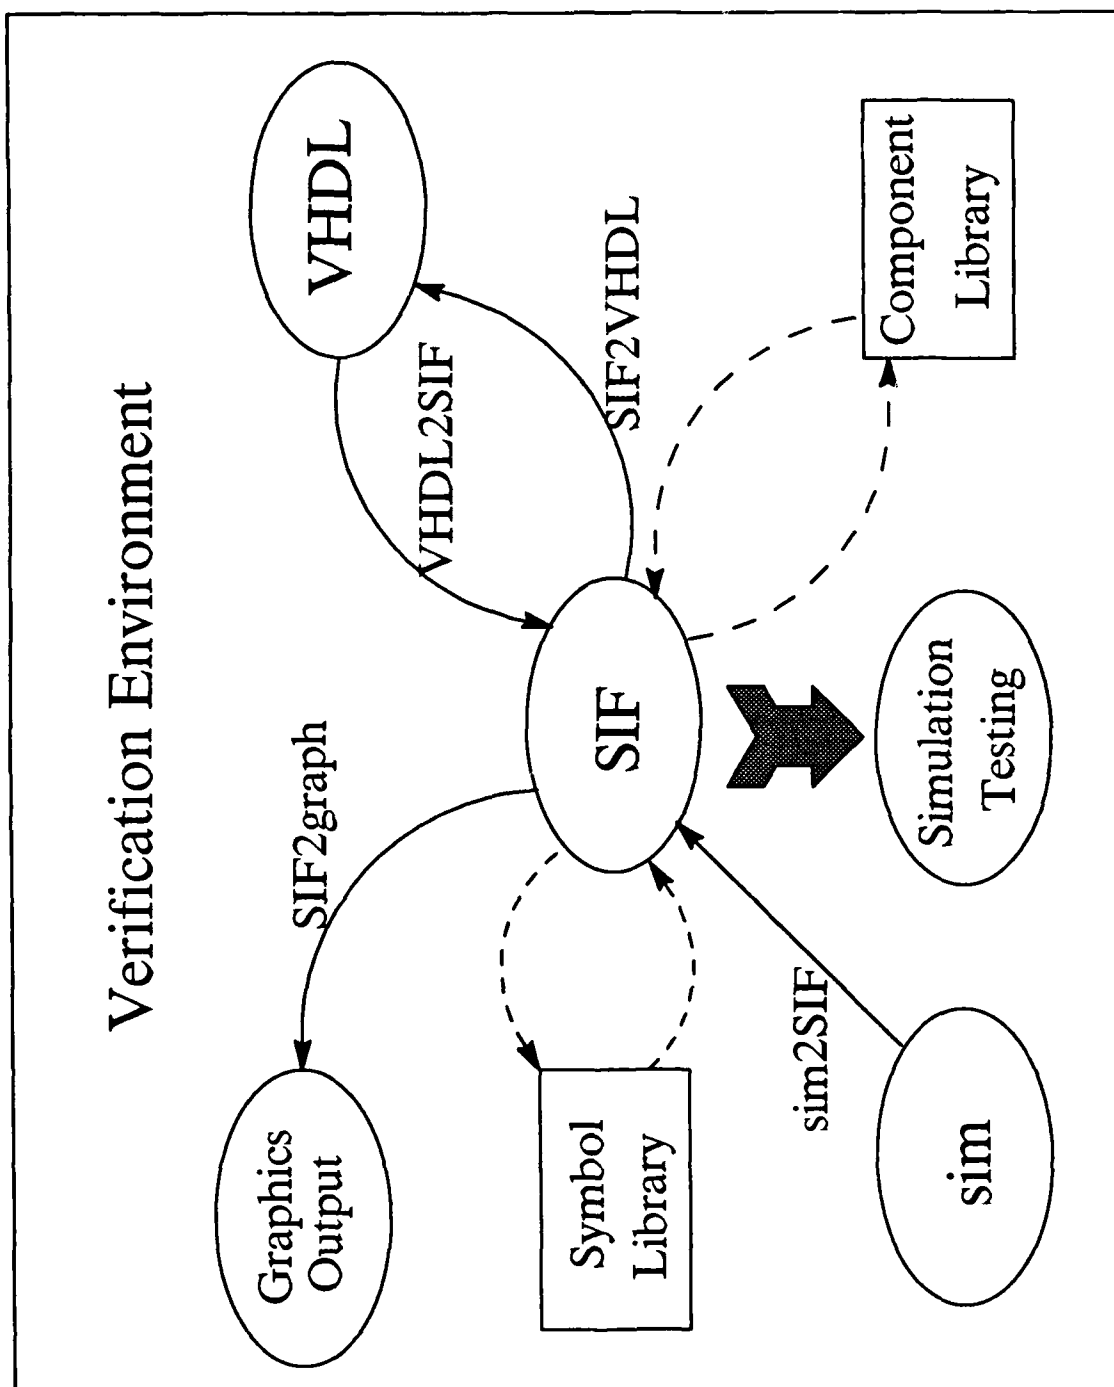 Verification Environment
Graphics
Output
SIF2graph
VHDL2SIF
VHDL
Symbol
Library
SIF
SIF2VHDL
sim2SIF
sim
Simulation
Testing
Component
Library